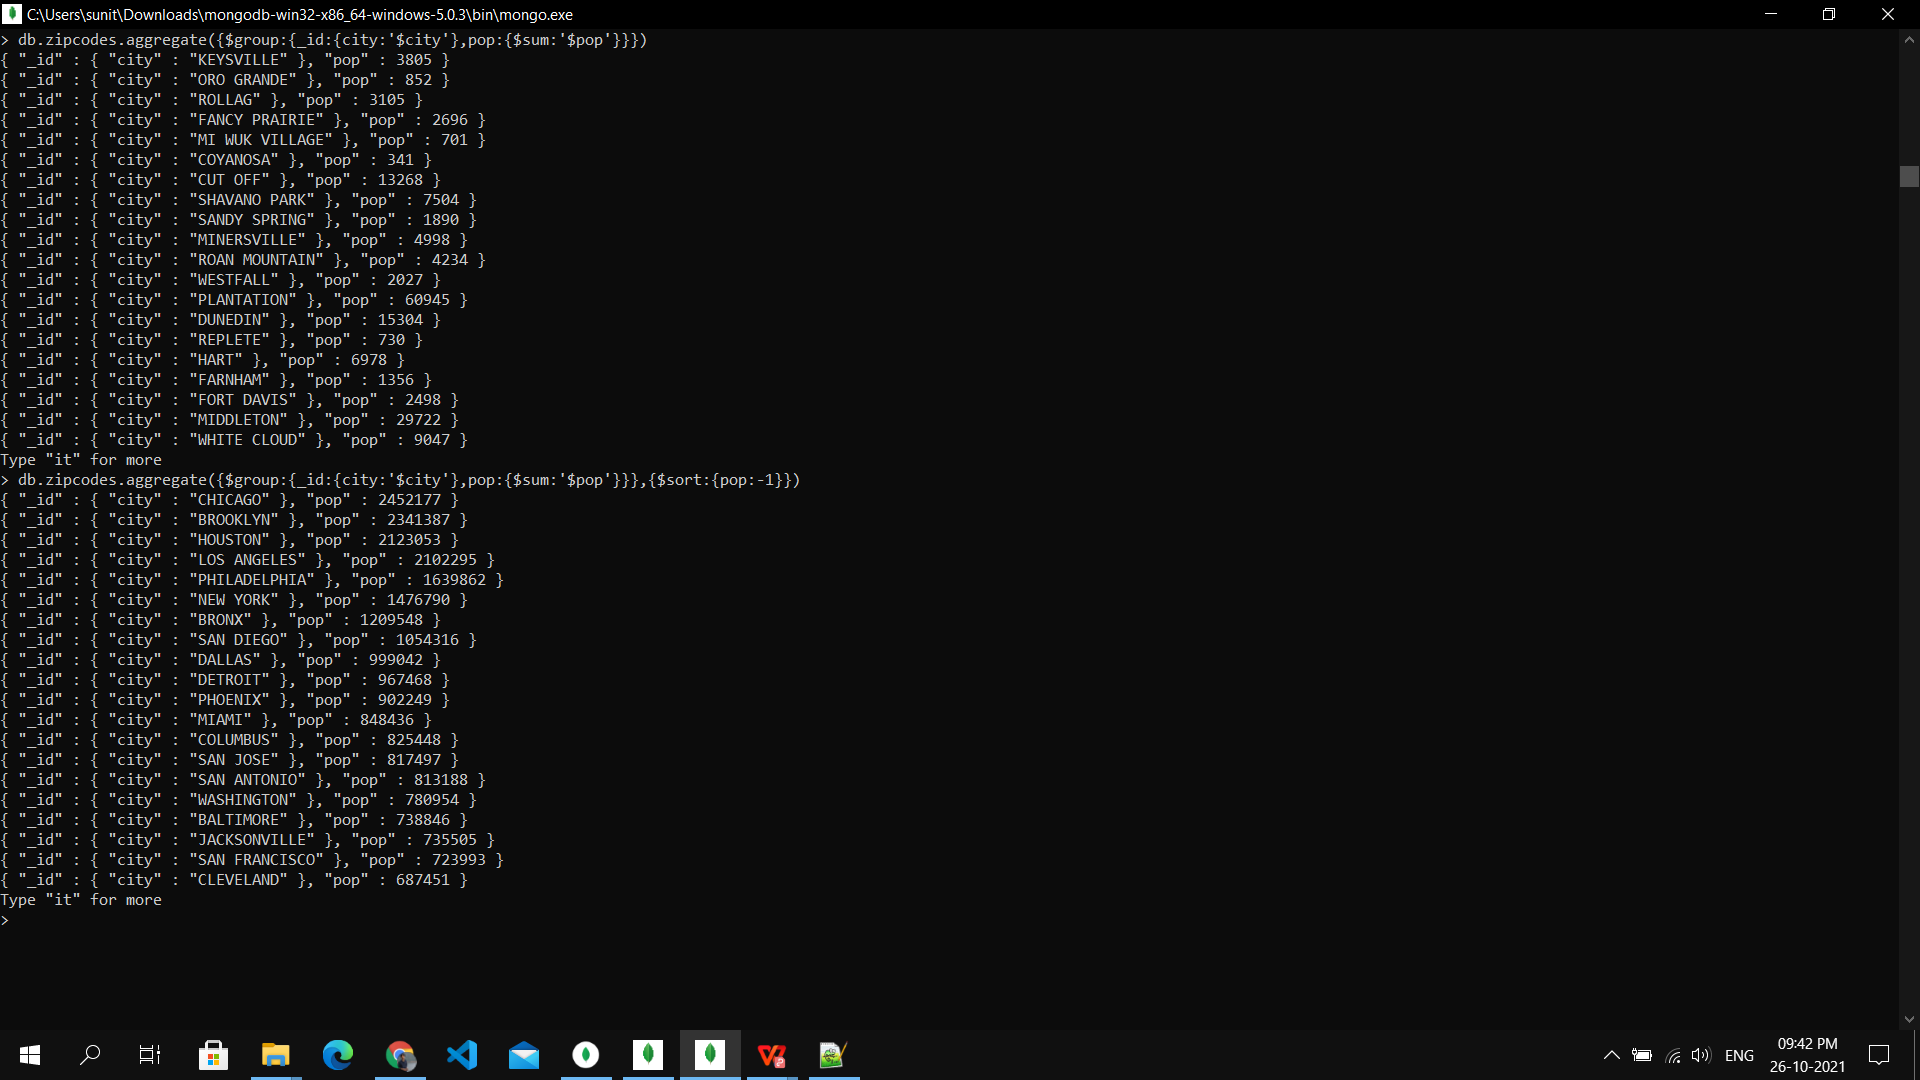 C:\Users\sunit\Downloads\mongodb-win32-x86_64-windows-5.0.3\bin\mongo.exe
> db.zipcodes.aggregate({$group:{_id:{city:'$city'},pop:{$sum:'$pop'}}})
{ "_id" : { "city" : "KEYSVILLE" }, "pop" : 3805 }
{ "_id" : { "city" : "ORO GRANDE" }, "pop" : 852 }
{ "_id" : { "city" : "ROLLAG" }, "pop" : 3105 }
{ "_id" : { "city" : "FANCY PRAIRIE" }, "pop" : 2696 }
{ "_id" : { "city" : "MI WUK VILLAGE" }, "pop" : 701 }
{ "_id" : { "city" : "COYANOSA" }, "pop" : 341 }
{ "_id" : { "city" : "CUT OFF" }, "pop" : 13268 }
{ "_id" : { "city" : "SHAVANO PARK" }, "pop" : 7504 }
{ "_id" : { "city" : "SANDY SPRING" }, "pop" : 1890 }
{ "_id" : { "city" : "MINERSVILLE" }, "pop" : 4998 }
{ "_id" : { "city" : "ROAN MOUNTAIN" }, "pop" : 4234 }
{ "_id" : { "city" : "WESTFALL" }, "pop" : 2027 }
{ "_id" : { "city" : "PLANTATION" }, "pop" : 60945 }
{ "_id" : { "city" : "DUNEDIN" }, "pop" : 15304 }
{ "_id" : { "city" : "REPLETE" }, "pop" : 730 }
{ "_id" : { "city" : "HART" }, "pop" : 6978 }
{ "_id" : { "city" : "FARNHAM" }, "pop" : 1356 }
{ "_id" : { "city" : "FORT DAVIS" }, "pop" : 2498 }
{ "_id" : { "city" : "MIDDLETON" }, "pop" : 29722 }
{ "_id" : { "city" : "WHITE CLOUD" }, "pop" : 9047 }
Type "it" for more
> db.zipcodes.aggregate({$group:{_id:{city:'$city'},pop:{$sum:'$pop'}}},{$sort:{pop:-1}})
{ "_id" : { "city" : "CHICAGO" }, "pop" : 2452177 }
{ "_id" : { "city" : "BROOKLYN" }, "pop" : 2341387 }
{ "_id" : { "city" : "HOUSTON" }, "pop" : 2123053 }
{ "_id" : { "city" : "LOS ANGELES" }, "pop" : 2102295 }
{ "_id" : { "city" : "PHILADELPHIA" }, "pop" : 1639862 }
{ "_id" : { "city" : "NEW YORK" }, "pop" : 1476790 }
{ "_id" : { "city" : "BRONX" }, "pop" : 1209548 }
{ "_id" : { "city" : "SAN DIEGO" }, "pop" : 1054316 }
{ "_id" : { "city" : "DALLAS" }, "pop" : 999042 }
{ "_id" : { "city" : "DETROIT" }, "pop" : 967468 }
{ "_id" : { "city" : "PHOENIX" }, "pop" : 902249 }
{ "_id" : { "city" : "MIAMI" }, "pop" : 848436 }
{ "_id" : { "city" : "COLUMBUS" }, "pop" : 825448 }
{ "_id" : { "city" : "SAN JOSE" }, "pop" : 817497 }
{ "_id" : { "city" : "SAN ANTONIO" }, "pop" : 813188 }
{ "_id" : { "city" : "WASHINGTON" }, "pop" : 780954 }
{ "_id" : { "city" : "BALTIMORE" }, "pop" : 738846 }
{ "_id" : { "city" : "JACKSONVILLE" }, "pop" : 735505 }
{ "_id" : { "city" : "SAN FRANCISCO" }, "pop" : 723993 }
{ "_id" : { "city" : "CLEVELAND" }, "pop" : 687451 }
Type "it" for more
>
ENG
09:42 PM
26-10-2021